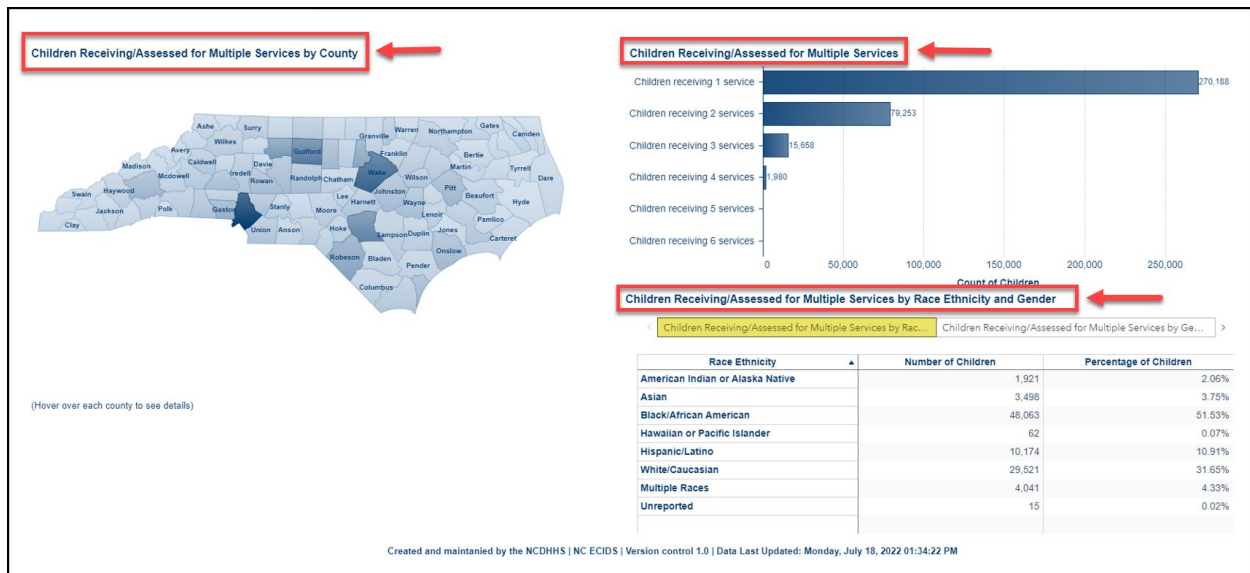 Children Receiving/Assessed for Multiple Services by County
Ashe Surry Granville Warren Northampton Gates Camden
Wilkes Guilford Franklin Bertie
Avery Caldwell Davie Wake Martin Tyrrell
Madison Mcdowell Iredell Rowan Randolph Chatham Wilson Dare
Swain Haywood Johnston Pitt Beaufort
Jackson Polk Gaston Stanly Lee Harnett Wayne Hyde
Clay Moore Lenoir Pamlico
Union Anson Hoke Sampson Duplin Jones Carteret
Robeson Bladen Onslow
Pender
Columbus
(Hover over each county to see details)
Children Receiving/Assessed for Multiple Services
Children receiving 1 service 270,188
Children receiving 2 services 79,253
Children receiving 3 services 15,658
Children receiving 4 services 1,980
Children receiving 5 services
Children receiving 6 services
0 50,000 100,000 150,000 200,000 250,000
Count of Children
Children Receiving/Assessed for Multiple Services by Race Ethnicity and Gender
Children Receiving/Assessed for Multiple Services by Rac... Children Receiving/Assessed for Multiple Services by Ge...
Race Ethnicity Number of Children Percentage of Children
American Indian or Alaska Native 1,921 2.06%
Asian 3,498 3.75%
Black/African American 48,063 51.53%
Hawaiian or Pacific Islander 62 0.07%
Hispanic/Latino 10,174 10.91%
White/Caucasian 29,521 31.65%
Multiple Races 4,041 4.33%
Unreported 15 0.02%
Created and maintanied by the NCDHHS | NC ECIDS | Version control 1.0 | Data Last Updated: Monday, July 18, 2022 01:34:22 PM